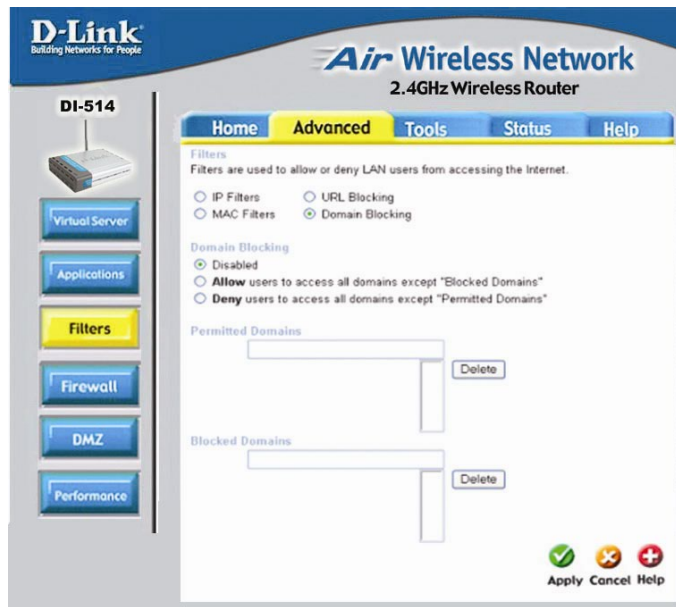 D-Link
Building Networks for People
Air Wireless Network
2.4GHz Wireless Router
DI-514
Home Advanced Tools Status Help
Filters
Filters are used to allow or deny LAN users from accessing the Internet.
IP Filters URL Blocking
MAC Filters Domain Blocking
Domain Blocking
Disabled
Allow users to access all domains except "Blocked Domains"
Deny users to access all domains except "Permitted Domains"
Permitted Domains
Delete
Blocked Domains
Delete
Apply Cancel Help
Virtual Server
Applications
Filters
Firewall
DMZ
Performance
D-Link